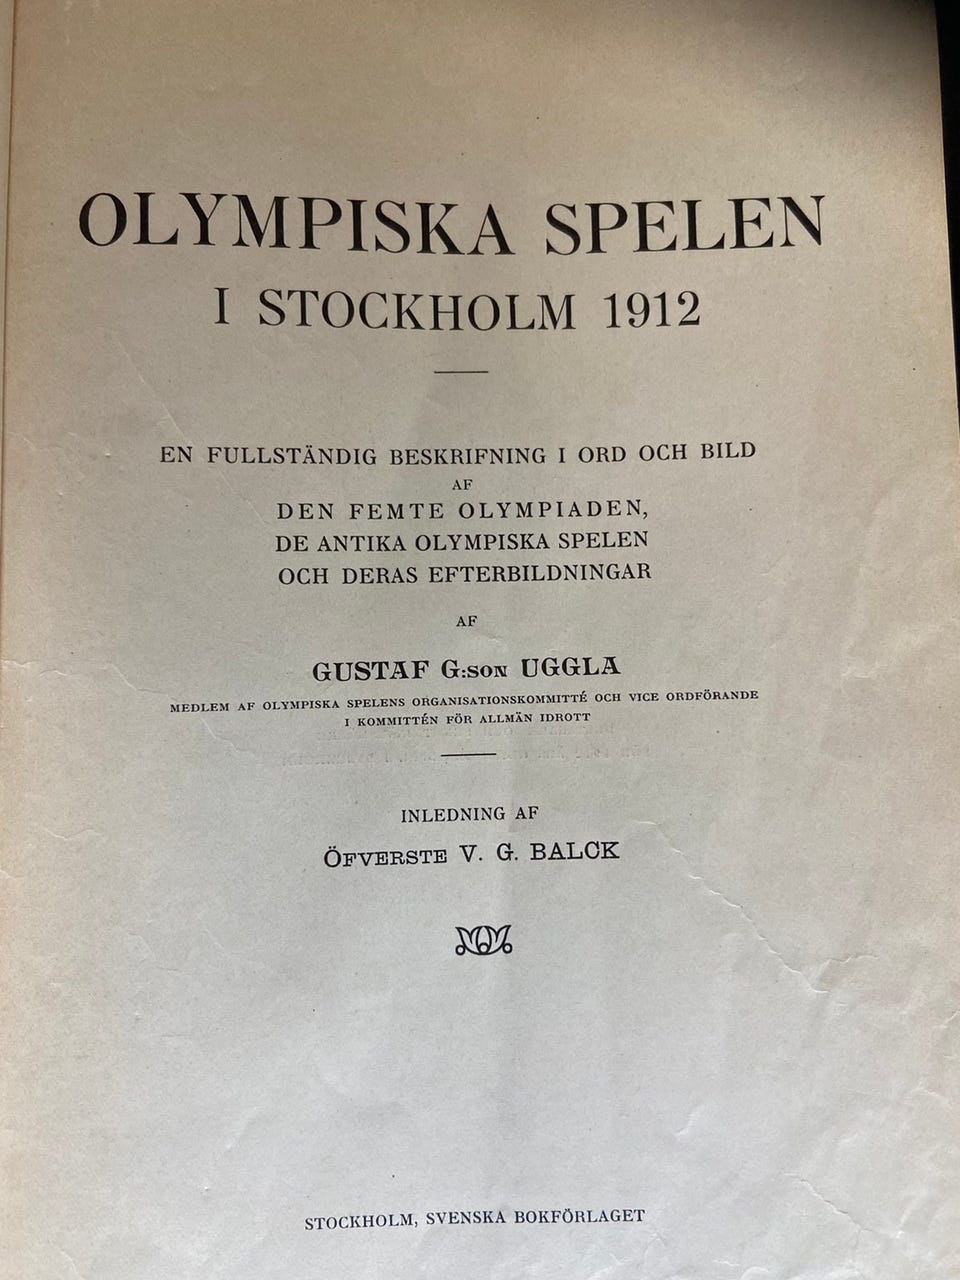 OLYMPISKA SPELEN
I STOCKHOLM 1912
EN FULLSTÄNDIG BESKRIFNING I ORD OCH BILD
AF
DEN FEMTE OLYMPIADEN,
DE ANTIKA OLYMPISKA SPELEN
OCH DERAS EFTERBILDNINGAR
AF
GUSTAF G:SON UGGLA
MEDLEM AF OLYMPISKA SPELENS ORGANISATIONSKOMMITTÉ OCH VICE ORDFÖRANDE
I KOMMITTÉN FÖR ALLMÄN IDROTT
INLEDNING AF
ÖFVERSTE V. G. BALCK
STOCKHOLM, SVENSKA BOKFÖRLAGET